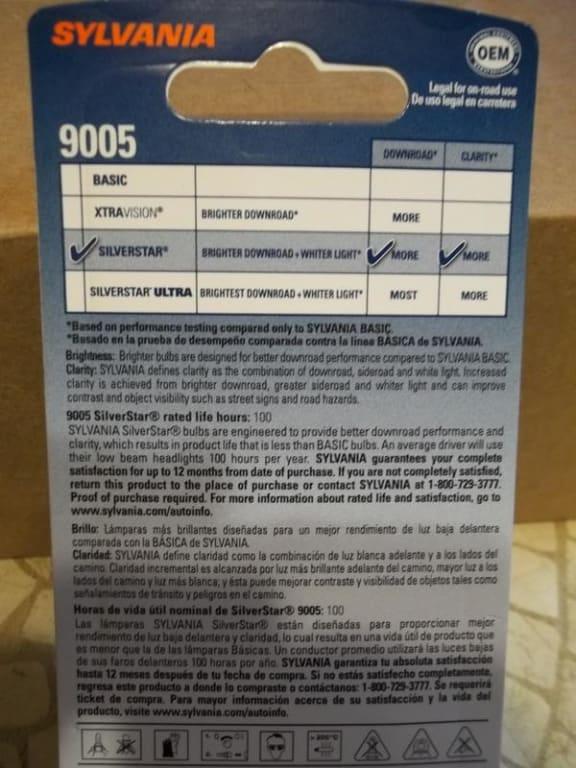 SYLVANIA
OEM
Legal for on-road use
De uso legal en carretera
9005
DOWNROAD* CLARITY*
BASIC
XTRAVISION® BRIGHTER DOWNROAD* MORE
SILVERSTAR® BRIGHTER DOWNROAD + WHITER LIGHT* MORE MORE
SILVERSTAR® ULTRA BRIGHTEST DOWNROAD + WHITER LIGHT* MOST MORE
*Based on performance testing compared only to SYLVANIA BASIC.
*Basado en la prueba de desempeño comparada contra la línea BÁSICA de SYLVANIA.
Brightness: Brighter bulbs are designed for better downroad performance compared to SYLVANIA BASIC.
Clarity: SYLVANIA defines clarity as the combination of downroad, sideroad and white light. Increased
clarity is achieved from brighter downroad, greater sideroad and whiter light and can improve
contrast and object visibility such as street signs and road hazards.
9005 SilverStar® rated life hours: 100
SYLVANIA SilverStar® bulbs are engineered to provide better downroad performance and
clarity, which results in product life that is less than BASIC bulbs. An average driver will use
their low beam headlights 100 hours per year. SYLVANIA guarantees your complete
satisfaction for up to 12 months from date of purchase. If you are not completely satisfied,
return this product to the place of purchase or contact SYLVANIA at 1-800-729-3777.
Proof of purchase required. For more information about rated life and satisfaction, go to
www.sylvania.com/autoinfo.
Brillo: Lámparas más brillantes diseñadas para un mejor rendimiento de luz baja delantera
comparada con la BÁSICA de SYLVANIA.
Claridad: SYLVANIA define claridad como la combinación de luz blanca adelante y a los lados del
camino. Claridad incremental es alcanzada por luz más brillante adelante del camino, mayor luz a los
lados del camino y luz más blanca; y ésta puede mejorar contraste y visibilidad de objetos tales como
señalamientos de tránsito y peligros en el camino.
Horas de vida útil nominal de SilverStar® 9005: 100
Las lámparas SYLVANIA SilverStar® están diseñadas para proporcionar mejor
rendimiento de luz baja delantera y claridad, lo cual resulta en una vida útil de producto que
es menor que la de las lámparas Básicas. Un conductor promedio utilizará las luces bajas
de sus faros delanteros 100 horas por año. SYLVANIA garantiza tu absoluta satisfacción
hasta 12 meses después de tu fecha de compra. Si no estás satisfecho completamente,
regresa este producto a donde lo compraste o contáctanos: 1-800-729-3777. Se requerirá
ticket de compra. Para mayor información acerca de su satisfacción y la vida del
producto, visite www.sylvania.com/autoinfo.